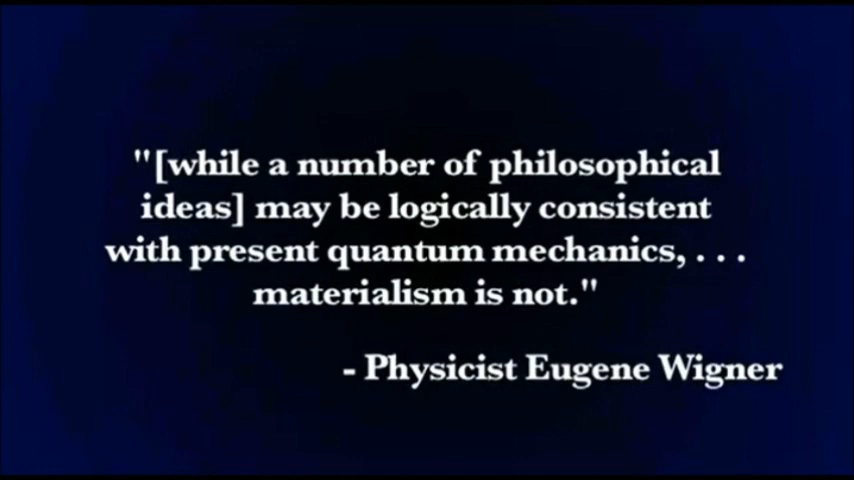 "[while a number of philosophical
ideas] may be logically consistent
with present quantum mechanics, . . .
materialism is not."
- Physicist Eugene Wigner